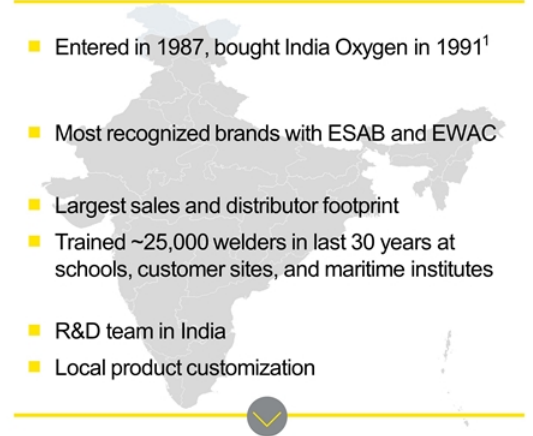 Entered in 1987, bought India Oxygen in 1991¹
Most recognized brands with ESAB and EWAC
Largest sales and distributor footprint
Trained ~25,000 welders in last 30 years at
schools, customer sites, and maritime institutes
R&D team in India
Local product customization